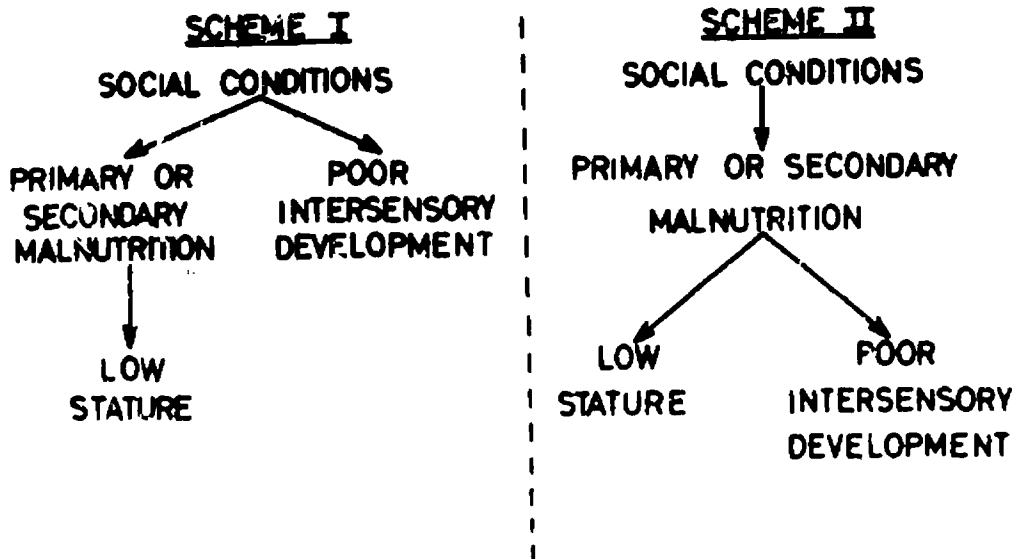 SCHEME I
SOCIAL CONDITIONS
PRIMARY OR
SECONDARY
MALNUTRITION
POOR
INTERSENSORY
DEVELOPMENT
LOW
STATURE
SCHEME II
SOCIAL CONDITIONS
PRIMARY OR SECONDARY
MALNUTRITION
LOW
STATURE
POOR
INTERSENSORY
DEVELOPMENT